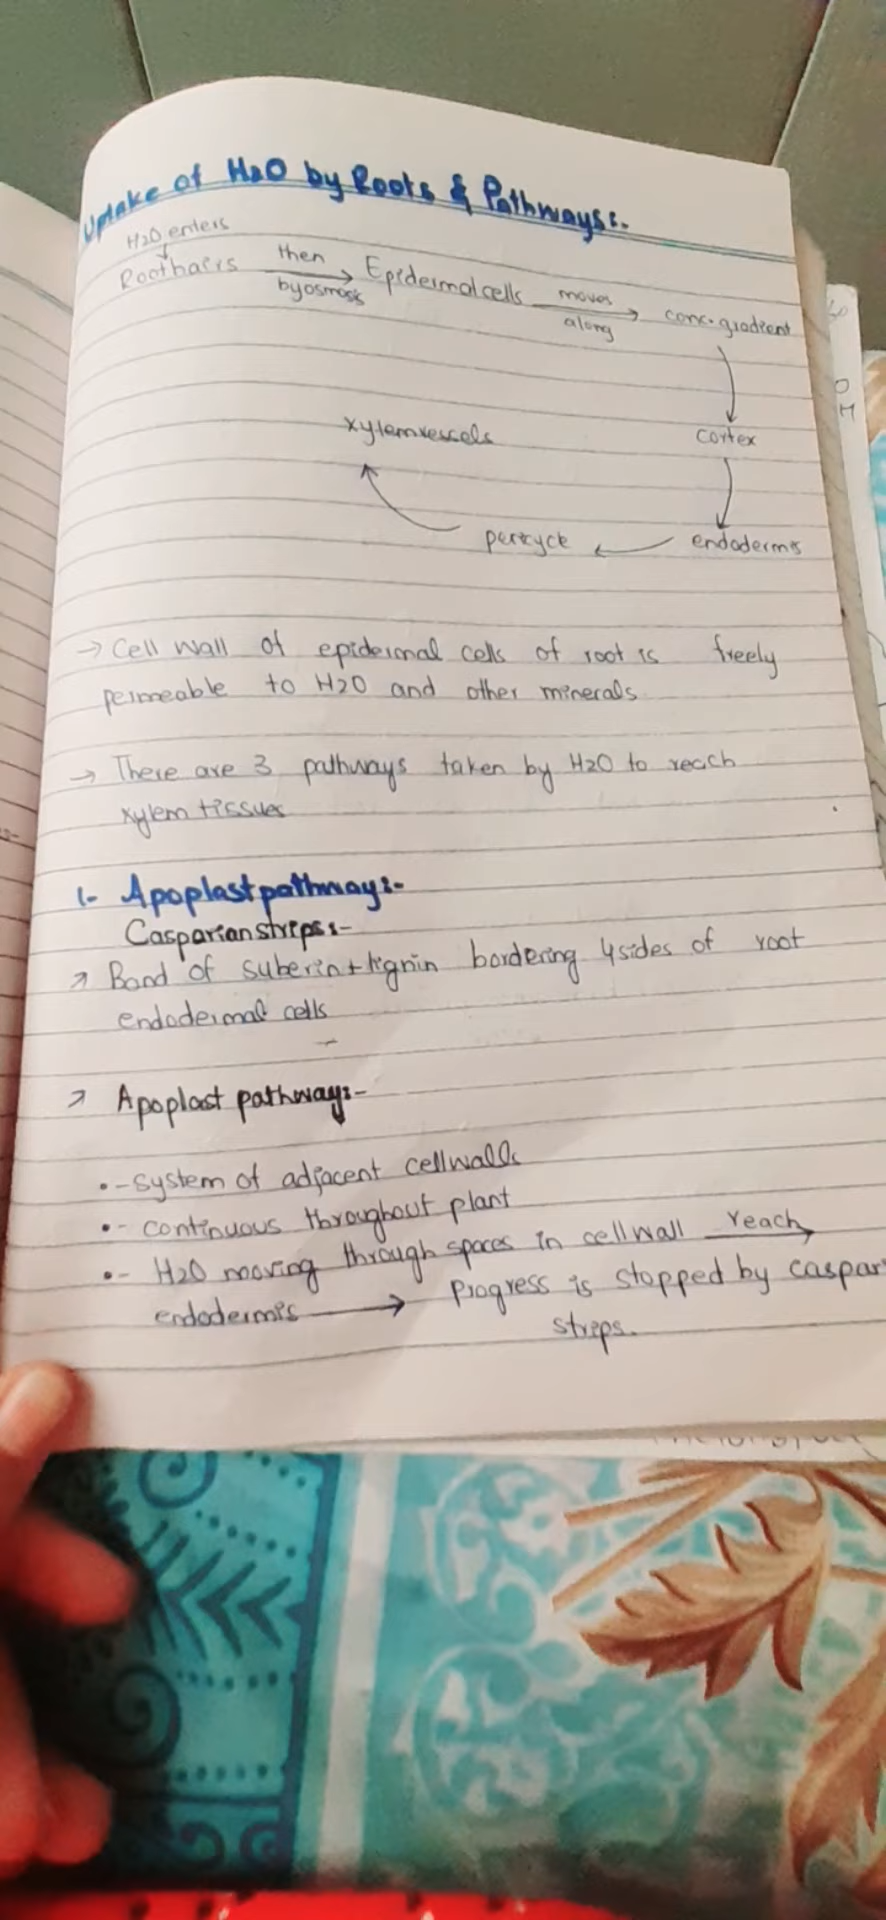 Uptake of H2O by Roots & Pathways:-
H2O enters
Roothairs then by osmosis Epidermal cells moves along conc. gradient
xylem vessels cortex
pericycle endodermis
→ Cell wall of epidermal cells of root is freely
permeable to H2O and other minerals
→ There are 3 pathways taken by H2O to reach
xylem tissues
1- Apoplast pathway:-
Casparian strips:-
→ Band of suberin + lignin bordering 4 sides of root
endodermal cells
→ Apoplast pathway:-
•- system of adjacent cellwalls
•- continuous throughout plant
•- H2O moving through spaces in cellwall reach →
endodermis → Progress is stopped by caspar
strips.